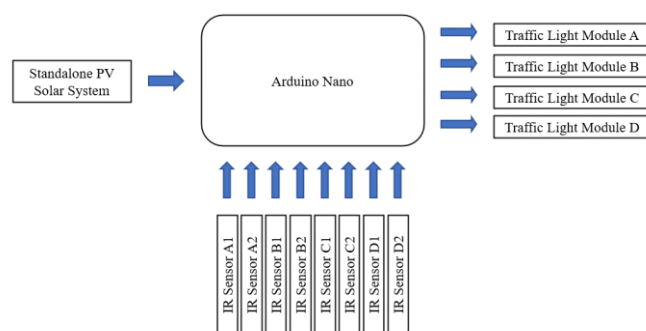 Traffic Light Module A
Traffic Light Module B
Standalone PV
Solar System
Arduino Nano
Traffic Light Module C
Traffic Light Module D
IR Sensor A1
IR Sensor A2
IR Sensor B1
IR Sensor B2
IR Sensor C1
IR Sensor C2
IR Sensor D1
IR Sensor D2